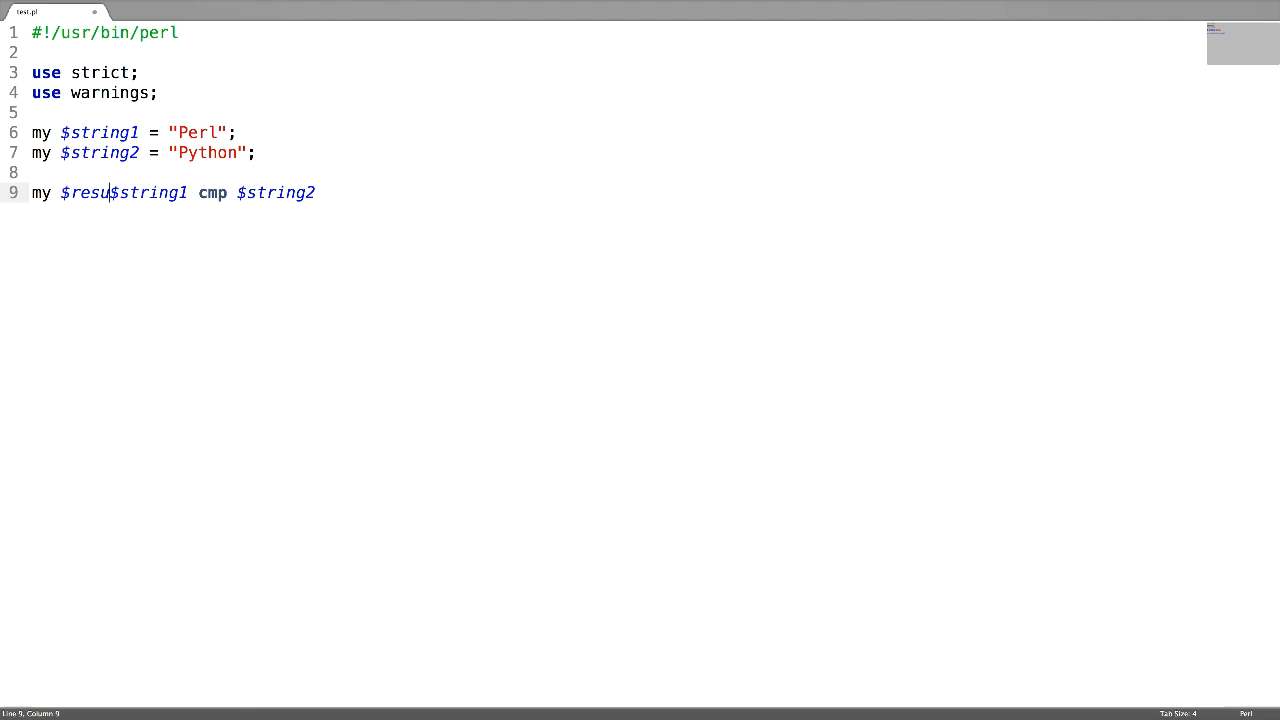 test.pl
1 #!/usr/bin/perl
2
3 use strict;
4 use warnings;
5
6 my $string1 = "Perl";
7 my $string2 = "Python";
8
9 my $resu$string1 cmp $string2
Line 9, Column 9
Tab Size: 4
Perl